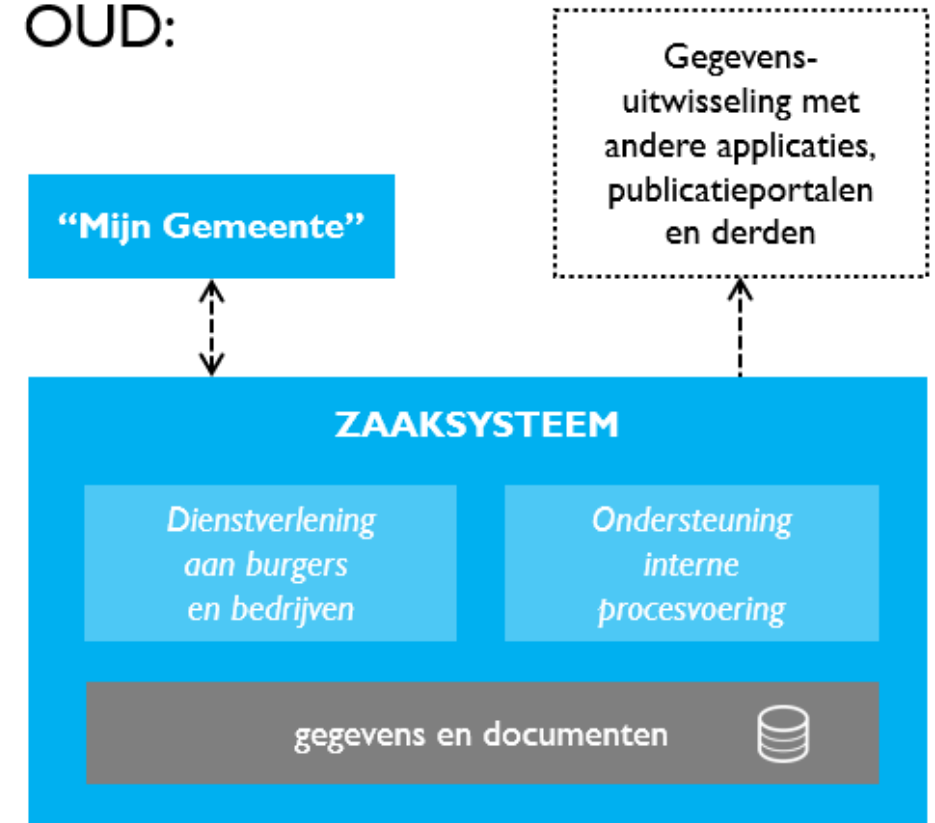 OUD:
Gegevens-
uitwisseling met
andere applicaties,
publicatieportalen
en derden
“Mijn Gemeente”
ZAAKSYSTEEM
Dienstverlening
aan burgers
en bedrijven
Ondersteuning
interne
procesvoering
gegevens en documenten